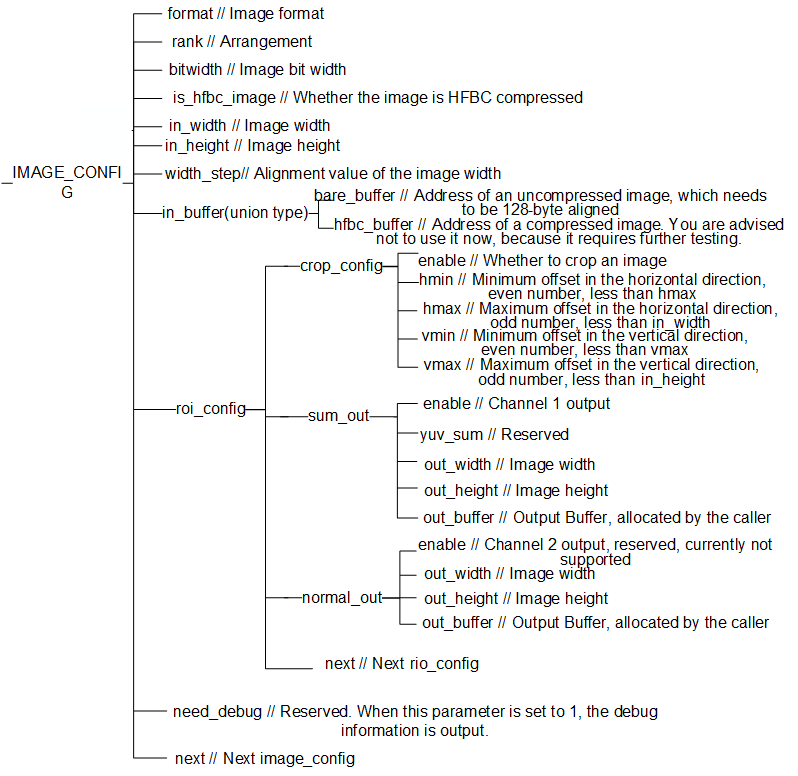 format // Image format
rank // Arrangement
bitwidth // Image bit width
is_hfbc_image // Whether the image is HFBC compressed
in_width // Image width
in_height // Image height
_IMAGE_CONFI
G
width_step// Alignment value of the image width
in_buffer(union type)
bare_buffer // Address of an uncompressed image, which needs
to be 128-byte aligned
hfbc_buffer // Address of a compressed image. You are advised
not to use it now, because it requires further testing.
roi_config
crop_config
enable // Whether to crop an image
hmin // Minimum offset in the horizontal direction,
even number, less than hmax
hmax // Maximum offset in the horizontal direction,
odd number, less than in_width
vmin // Minimum offset in the vertical direction,
even number, less than vmax
vmax // Maximum offset in the vertical direction,
odd number, less than in_height
sum_out
enable // Channel 1 output
yuv_sum // Reserved
out_width // Image width
out_height // Image height
out_buffer // Output Buffer, allocated by the caller
normal_out
enable // Channel 2 output, reserved, currently not
supported
out_width // Image width
out_height // Image height
out_buffer // Output Buffer, allocated by the caller
next // Next rio_config
need_debug // Reserved. When this parameter is set to 1, the debug
information is output.
next // Next image_config